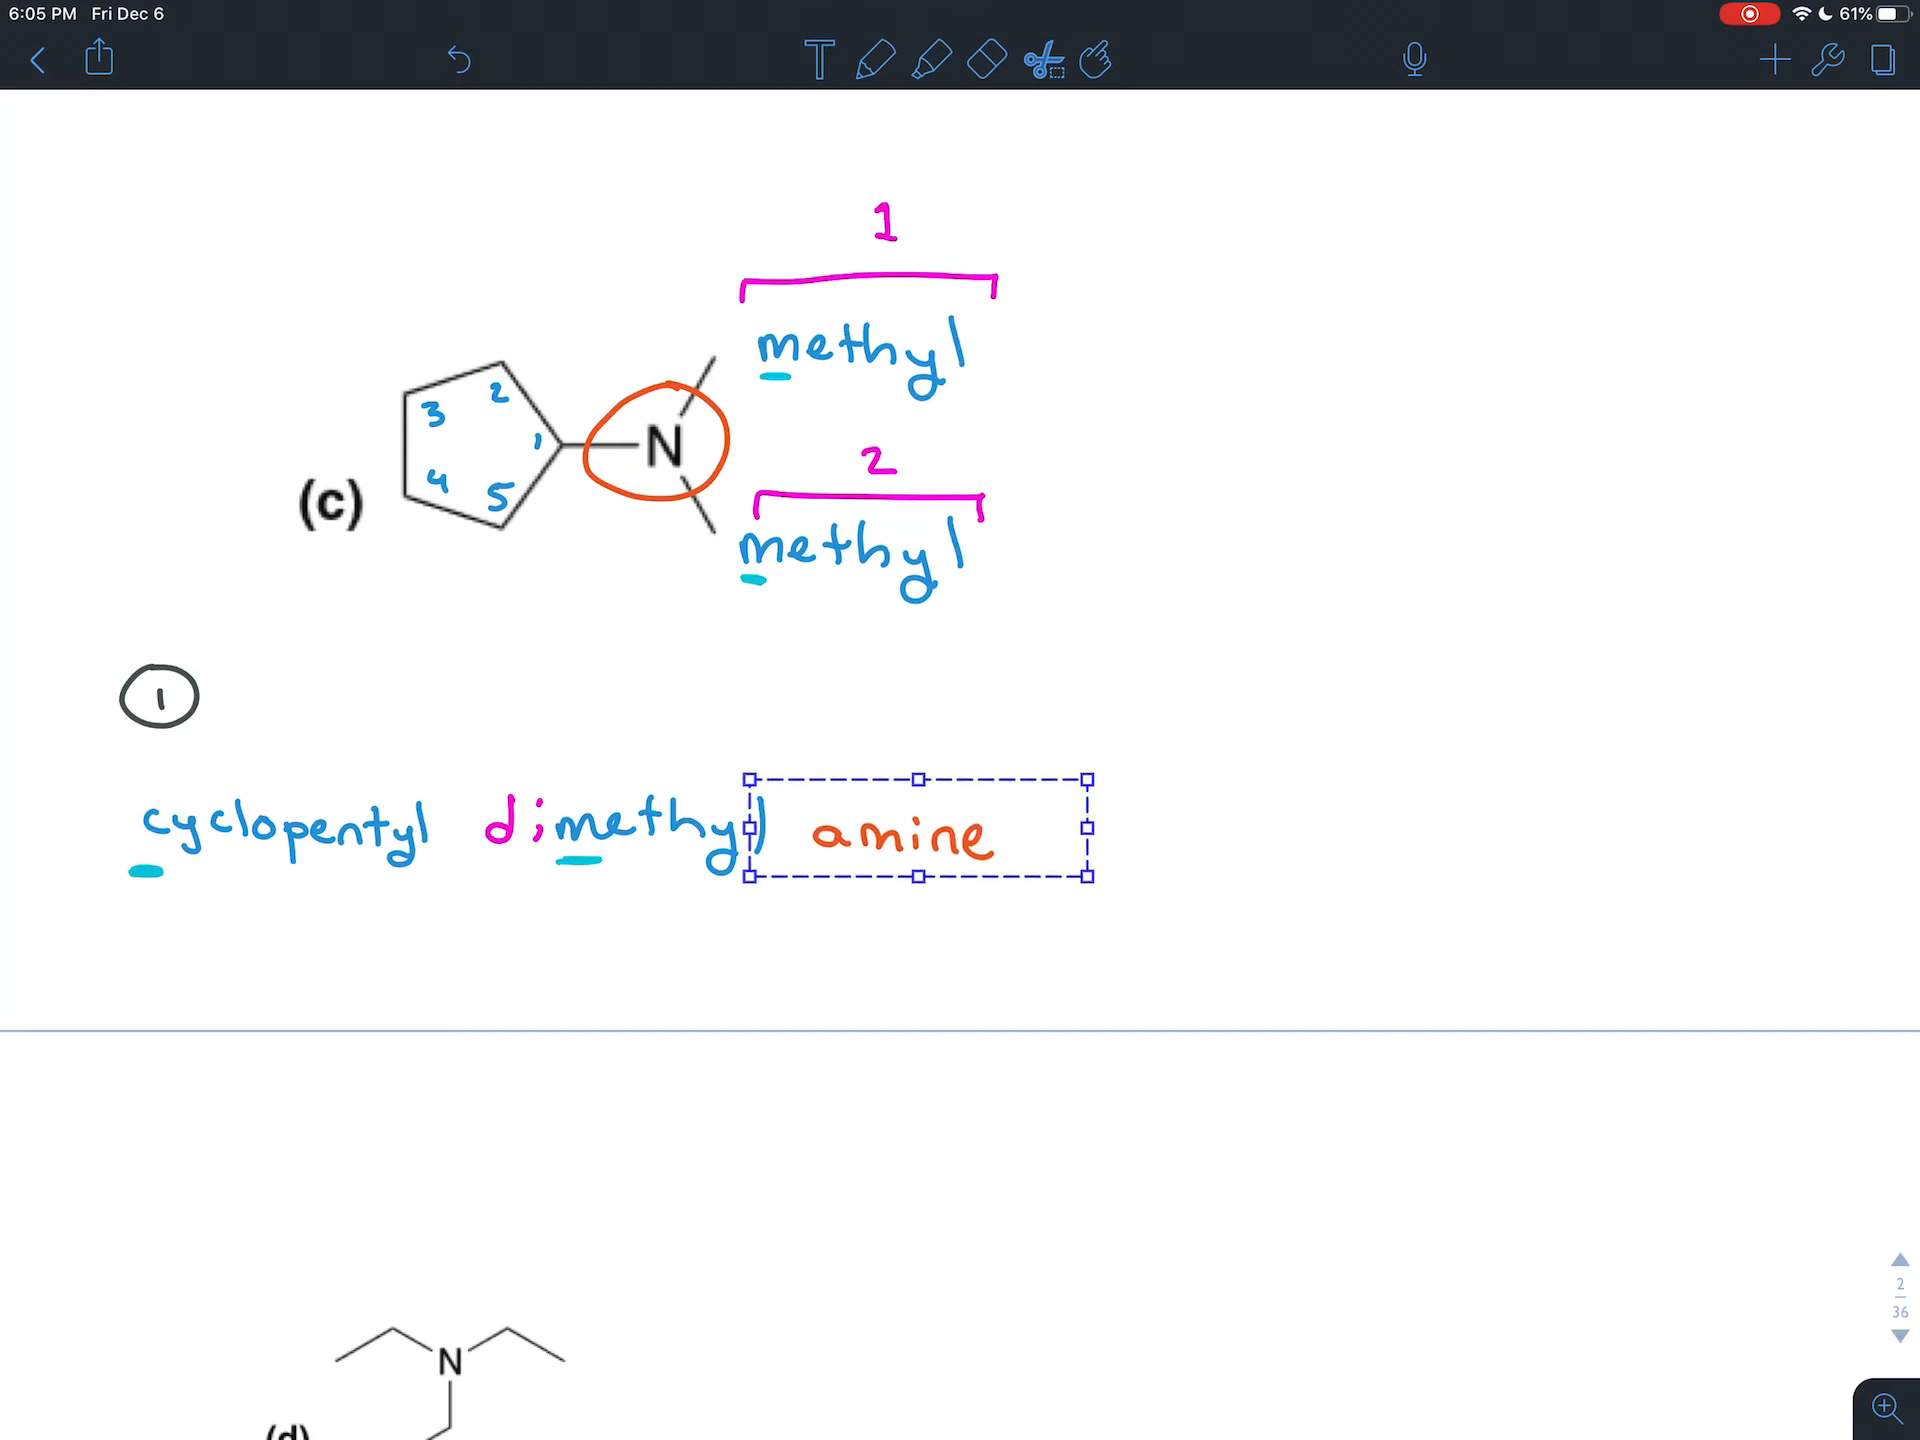 6:05 PM Fri Dec 6 61%
1
methyl
2
3
1
N
2
4
5
(c)
methyl
1
cyclopentyl dimethyl amine
2
36
N
(d)